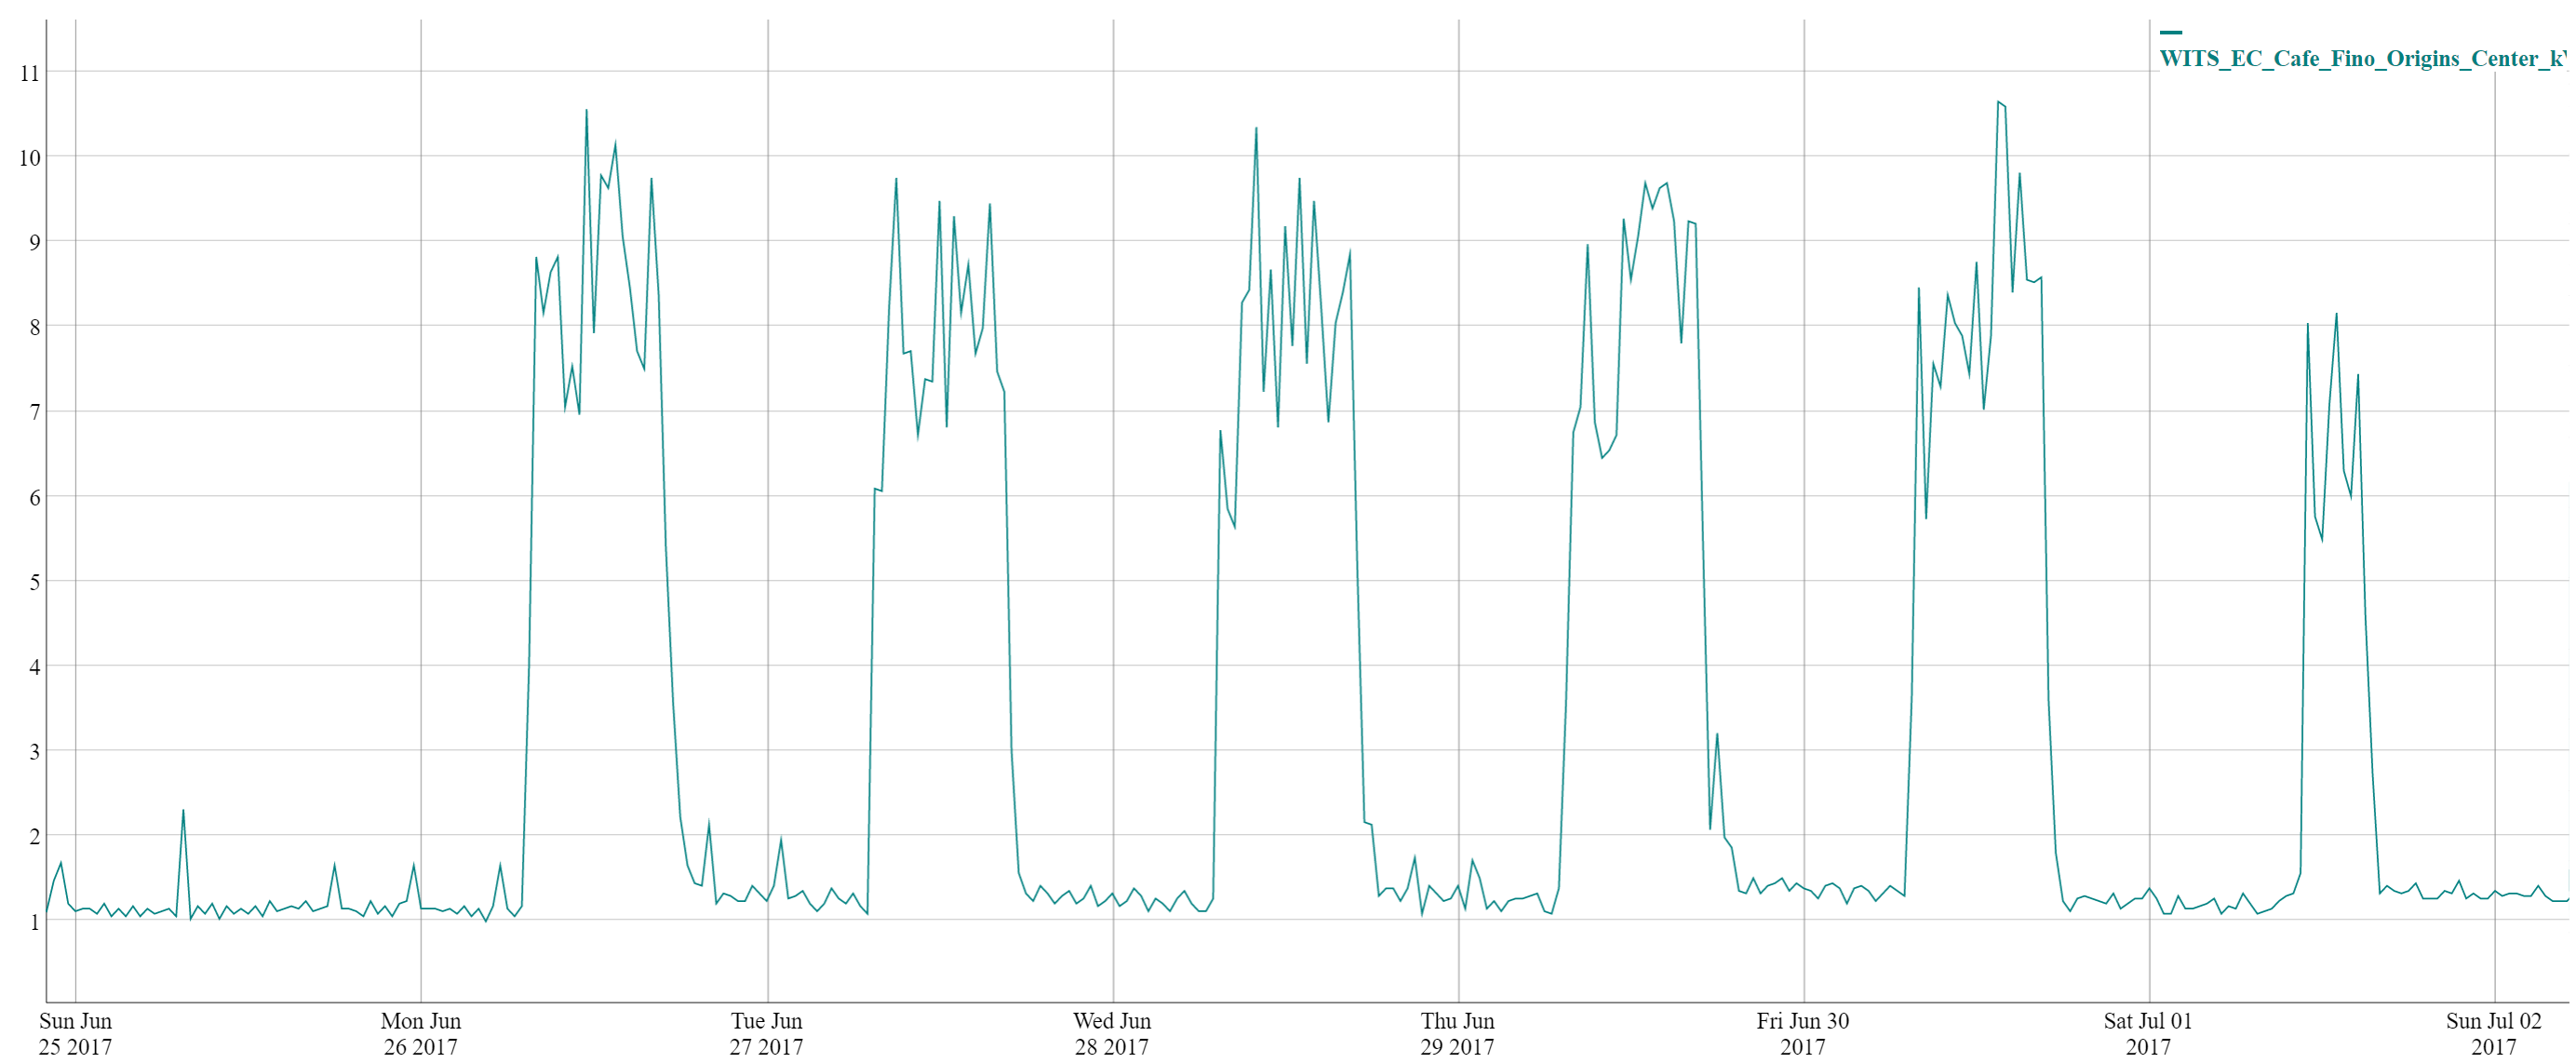 WITS_EC_Cafe_Fino_Origins_Center_k
11
10
9
8
7
6
5
4
3
2
1
Sun Jun
25 2017
Mon Jun
26 2017
Tue Jun
27 2017
Wed Jun
28 2017
Thu Jun
29 2017
Fri Jun 30
2017
Sat Jul 01
2017
Sun Jul 02
2017